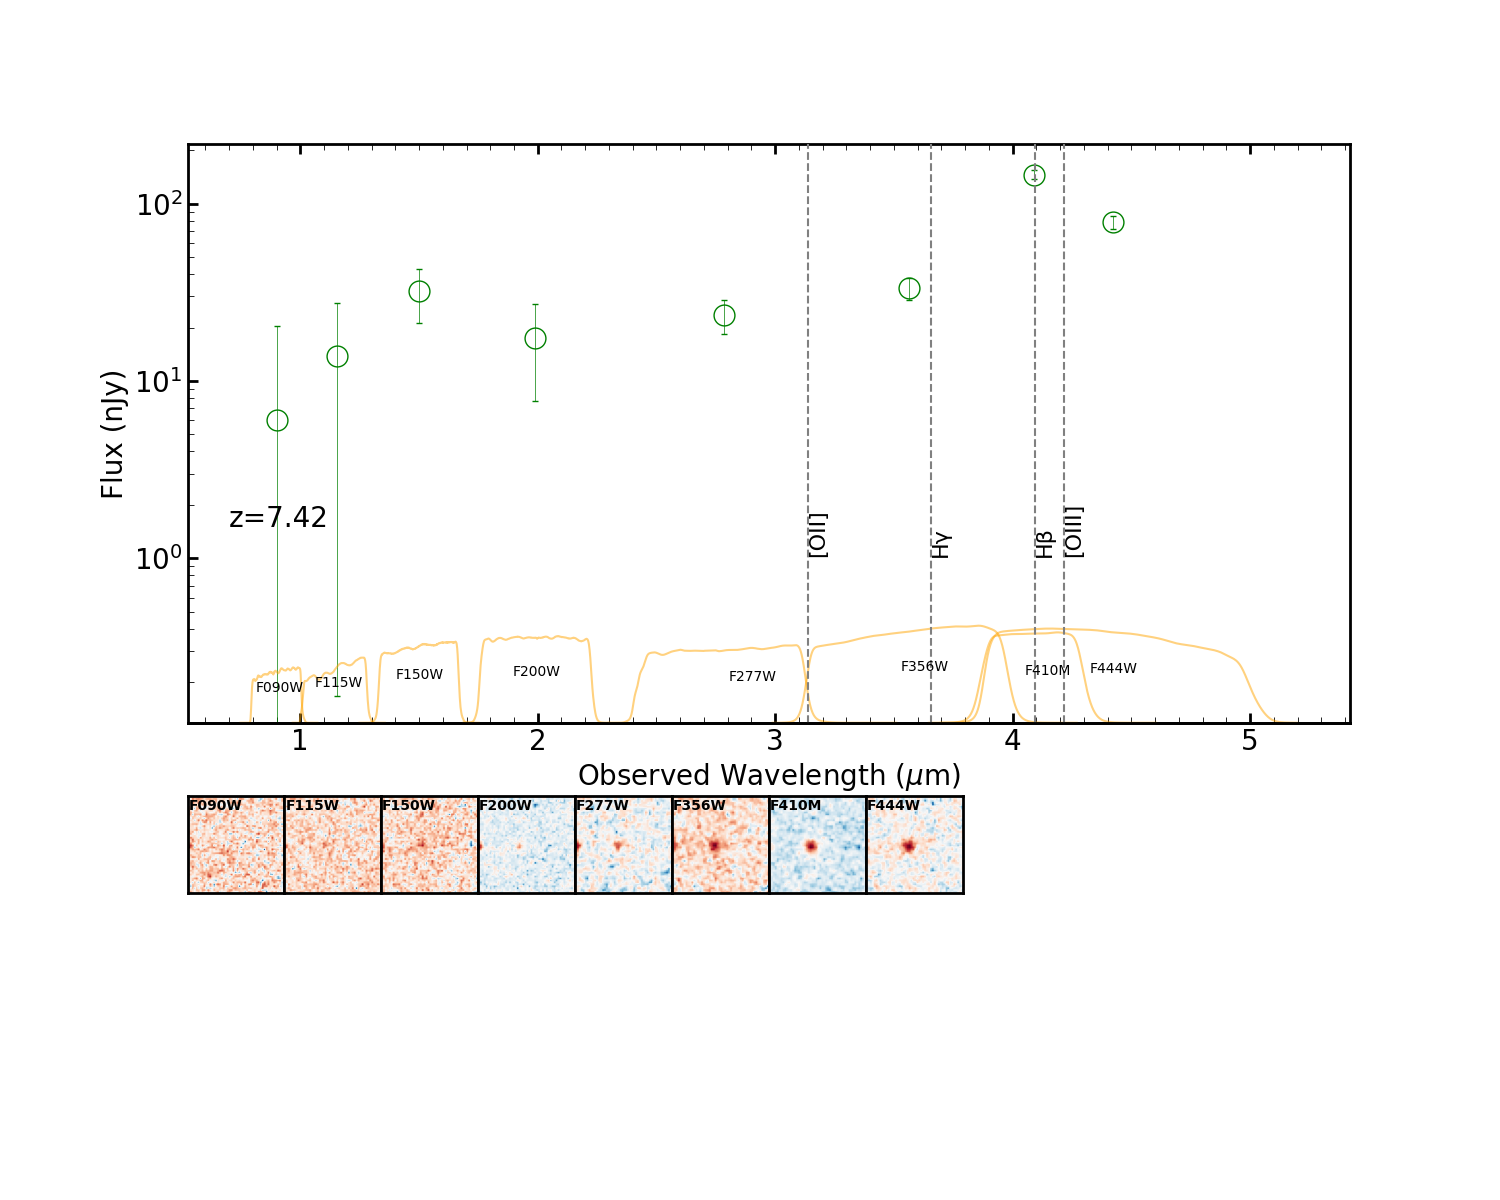 10²
10¹
10⁰
Flux (nJy)
z=7.42
[OII]
Hγ
Hβ
[OIII]
F090W
F115W
F150W
F200W
F277W
F356W
F410M
F444W
1 2 3 4 5
Observed Wavelength (μm)
F090W F115W F150W F200W F277W F356W F410M F444W